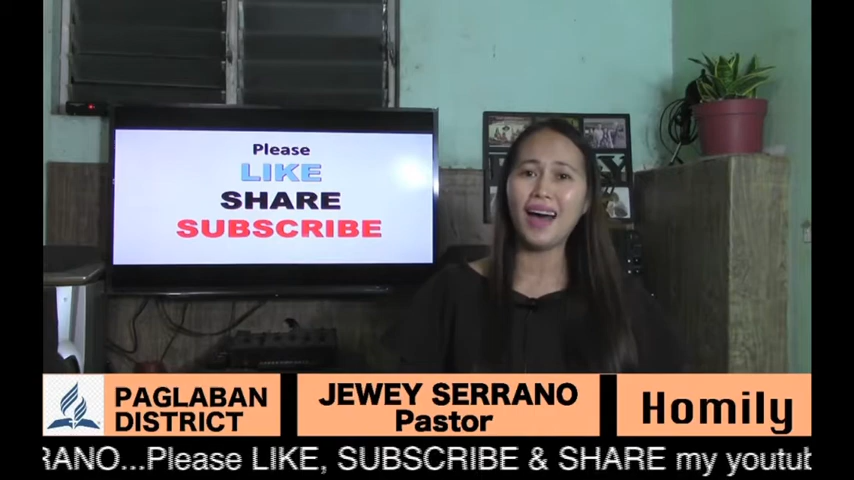 Please
LIKE
SHARE
SUBSCRIBE
PAGLABAN
DISTRICT
JEWEY SERRANO
Pastor
Homily
RANO...Please LIKE, SUBSCRIBE & SHARE my youtub